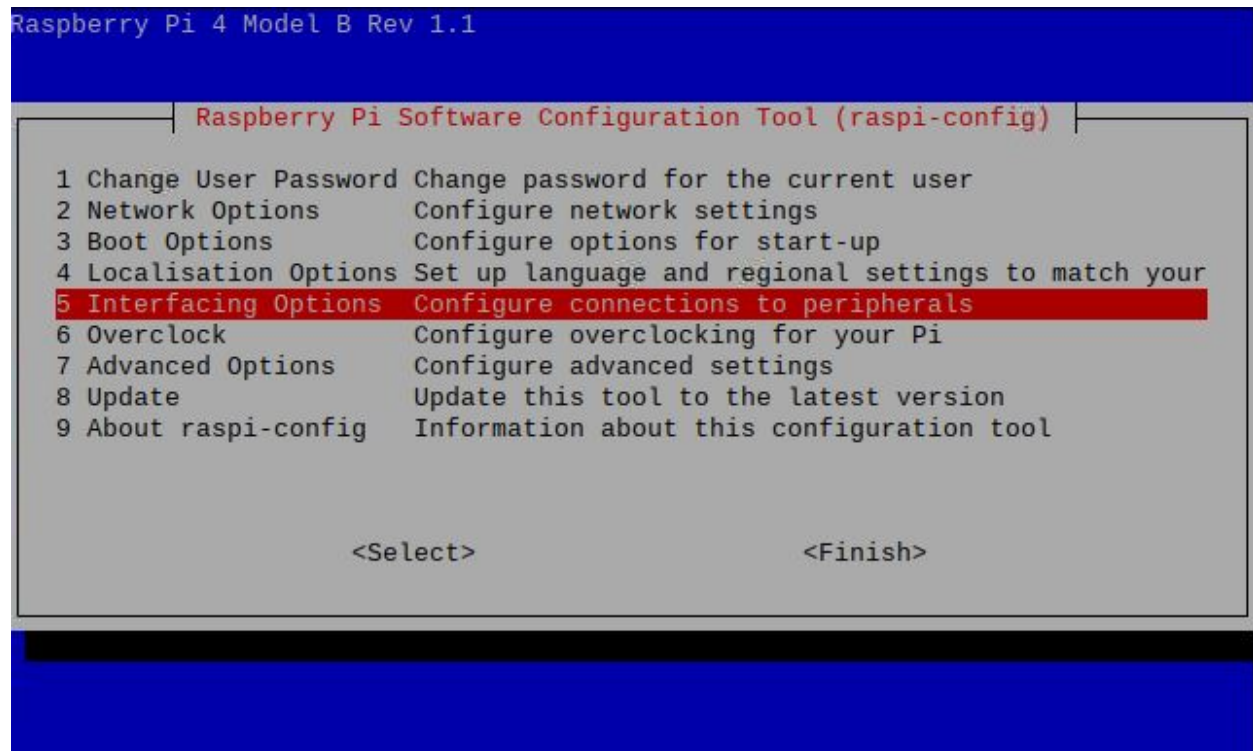 Raspberry Pi 4 Model B Rev 1.1
Raspberry Pi Software Configuration Tool (raspi-config)
1 Change User Password Change password for the current user
2 Network Options Configure network settings
3 Boot Options Configure options for start-up
4 Localisation Options Set up language and regional settings to match your
5 Interfacing Options Configure connections to peripherals
6 Overclock Configure overclocking for your Pi
7 Advanced Options Configure advanced settings
8 Update Update this tool to the latest version
9 About raspi-config Information about this configuration tool
<Select> <Finish>